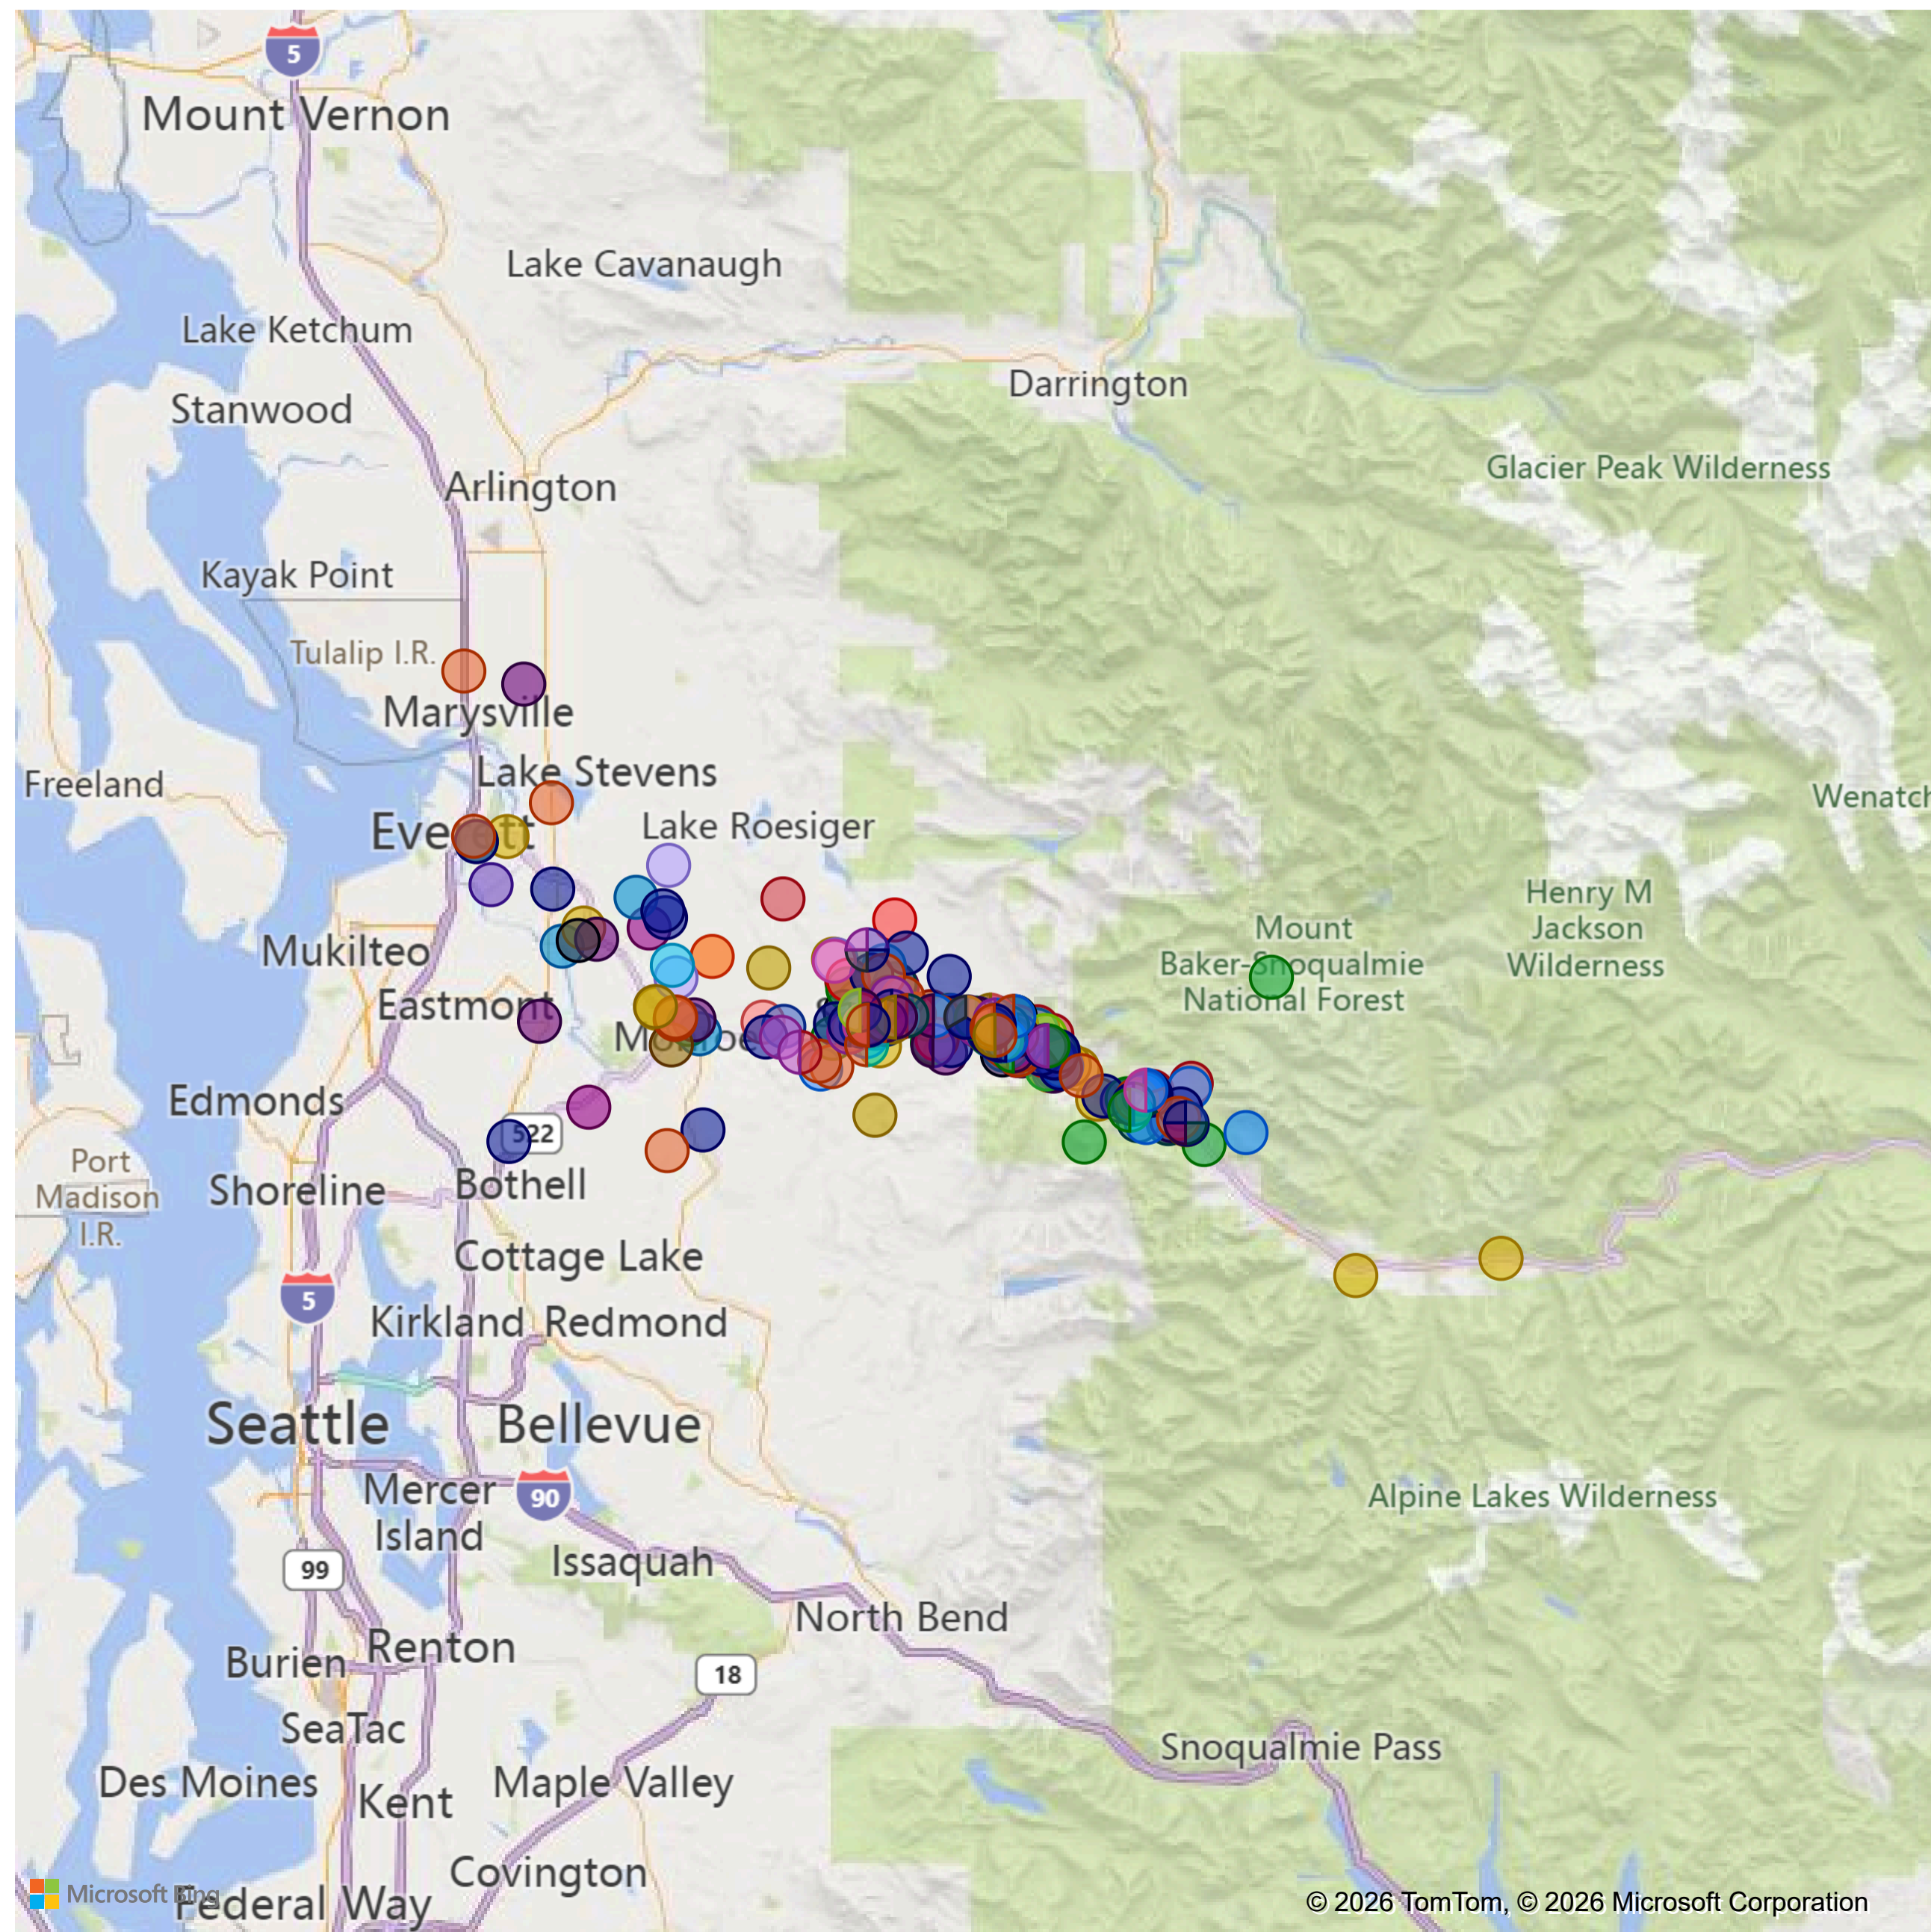 5
Mount Vernon
Lake Cavanaugh
Lake Ketchum
Darrington
Stanwood
Glacier Peak Wilderness
Arlington
Kayak Point
Tulalip I.R.
Marysville
Lake Stevens
Freeland
Wenatch
Lake Roesiger
Henry M
Jackson
Wilderness
Mount
Baker-Snoqualmie
National Forest
Mukilteo
Eastmont
Edmonds
522
Port
Madison
I.R.
Shoreline
Bothell
Cottage Lake
5
Kirkland
Redmond
Seattle
Bellevue
Mercer
Island
90
Alpine Lakes Wilderness
99
Issaquah
North Bend
Burien
Renton
18
SeaTac
Snoqualmie Pass
Des Moines
Kent
Maple Valley
Covington
Microsoft Bing
Federal Way
© 2026 TomTom, © 2026 Microsoft Corporation